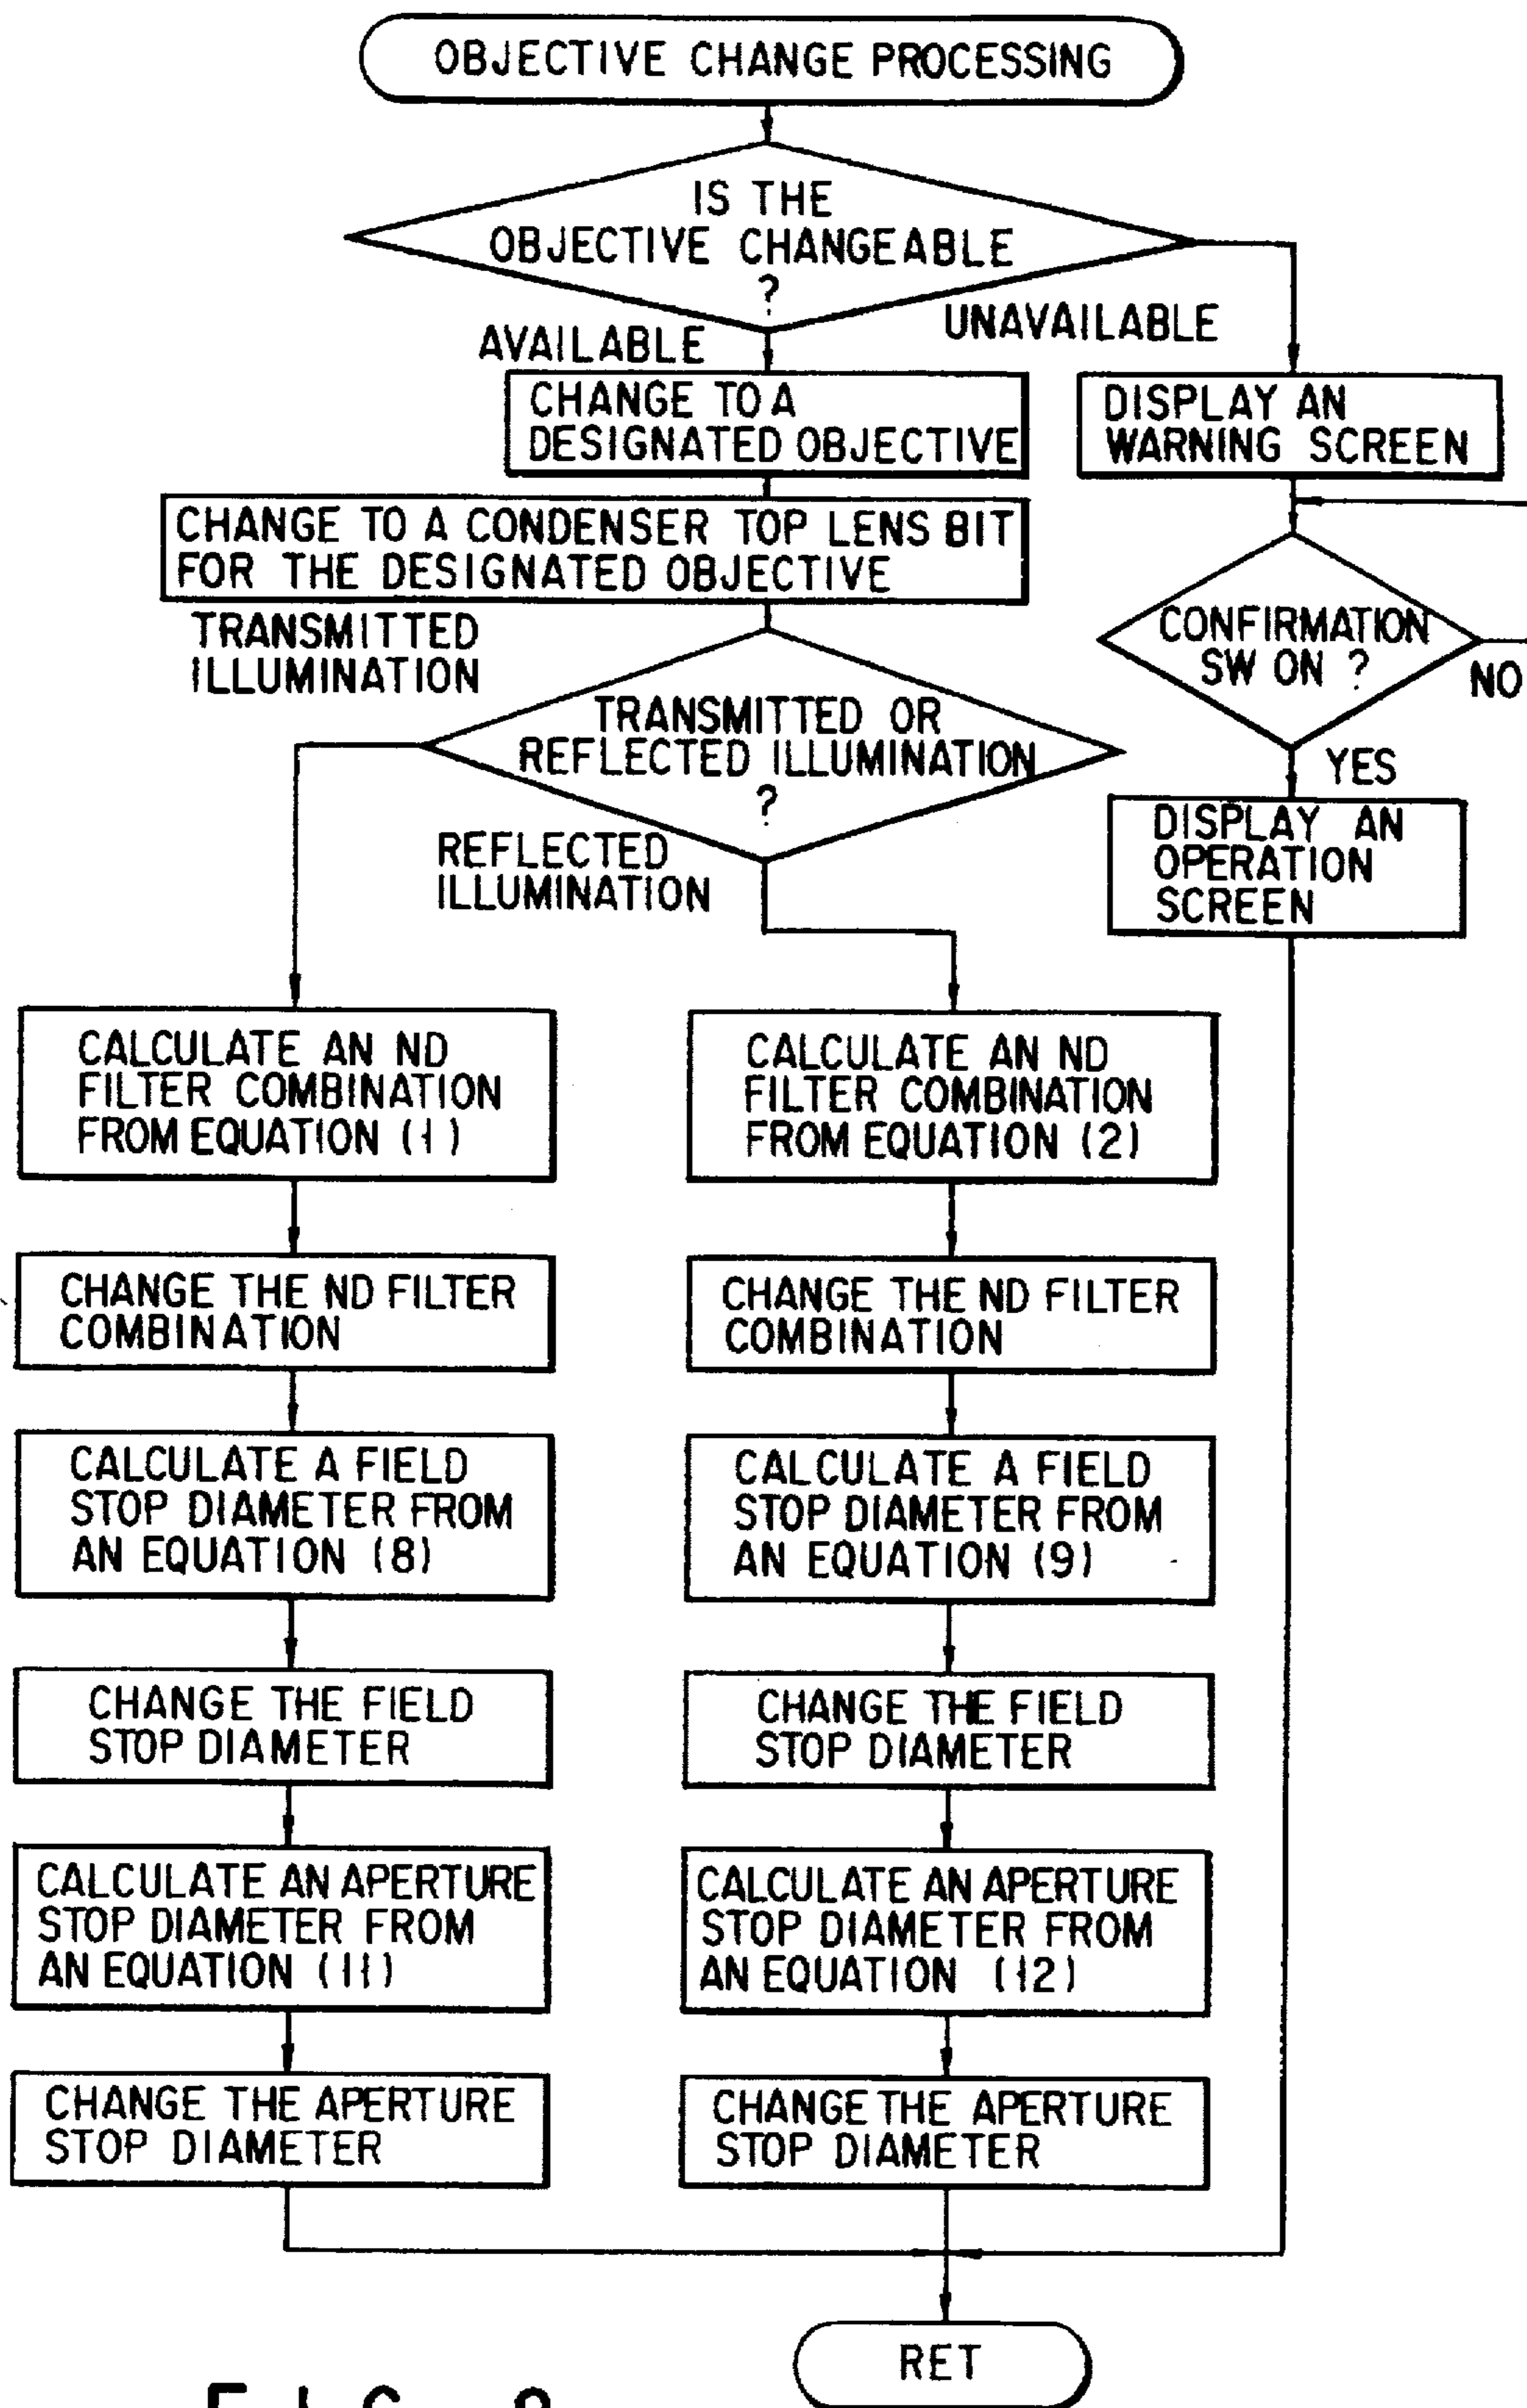 OBJECTIVE CHANGE PROCESSING
IS THE
OBJECTIVE CHANGEABLE
?
AVAILABLE
UNAVAILABLE
CHANGE TO A
DESIGNATED OBJECTIVE
DISPLAY AN
WARNING SCREEN
CHANGE TO A CONDENSER TOP LENS BIT
FOR THE DESIGNATED OBJECTIVE
TRANSMITTED
ILLUMINATION
CONFIRMATION
SW ON ?
NO
TRANSMITTED OR
REFLECTED ILLUMINATION
?
YES
REFLECTED
ILLUMINATION
DISPLAY AN
OPERATION
SCREEN
CALCULATE AN ND
FILTER COMBINATION
FROM EQUATION (1)
CALCULATE AN ND
FILTER COMBINATION
FROM EQUATION (2)
CHANGE THE ND FILTER
COMBINATION
CHANGE THE ND FILTER
COMBINATION
CALCULATE A FIELD
STOP DIAMETER FROM
AN EQUATION (8)
CALCULATE A FIELD
STOP DIAMETER FROM
AN EQUATION (9)
CHANGE THE FIELD
STOP DIAMETER
CHANGE THE FIELD
STOP DIAMETER
CALCULATE AN APERTURE
STOP DIAMETER FROM
AN EQUATION (11)
CALCULATE AN APERTURE
STOP DIAMETER FROM
AN EQUATION (12)
CHANGE THE APERTURE
STOP DIAMETER
CHANGE THE APERTURE
STOP DIAMETER
RET